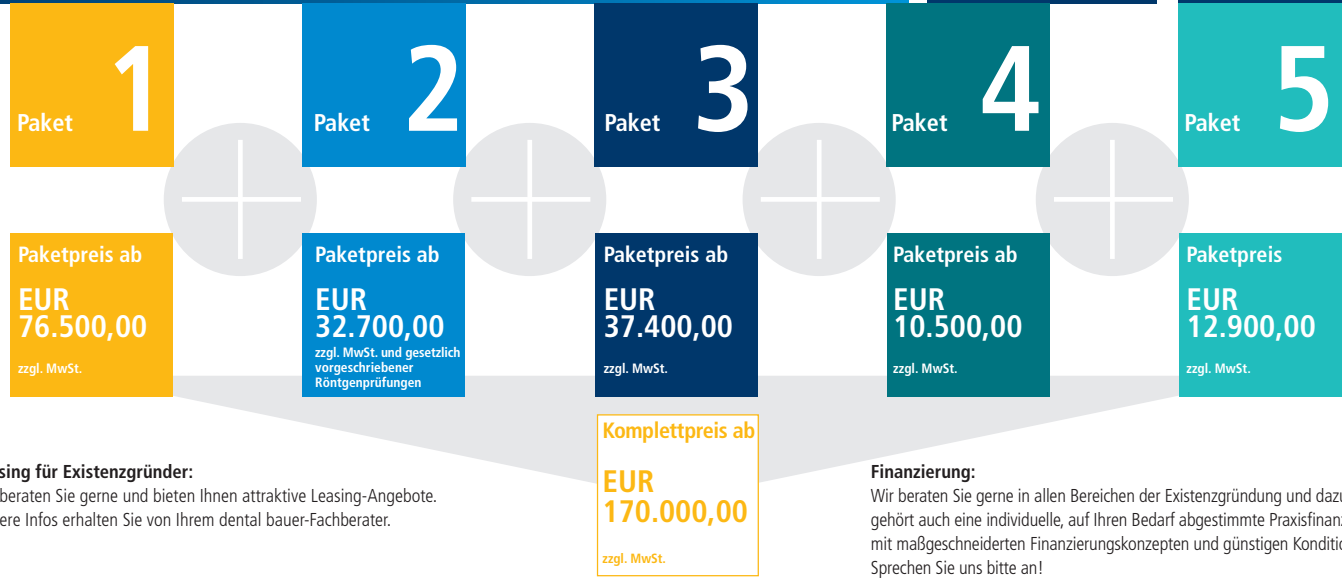 Paket 1
Paket 2
Paket 3
Paket 4
Paket 5
Paketpreis ab
EUR
76.500,00
zzgl. MwSt.
Paketpreis ab
EUR
32.700,00
zzgl. MwSt. und gesetzlich
vorgeschriebener
Röntgenprüfungen
Paketpreis ab
EUR
37.400,00
zzgl. MwSt.
Paketpreis ab
EUR
10.500,00
zzgl. MwSt.
Paketpreis
EUR
12.900,00
zzgl. MwSt.
Komplettpreis ab
EUR
170.000,00
zzgl. MwSt.
für Existenzgründer:
beraten Sie gerne und bieten Ihnen attraktive Leasing-Angebote.
Infos erhalten Sie von Ihrem dental bauer-Fachberater.
Finanzierung:
Wir beraten Sie gerne in allen Bereichen der Existenzgründung und dazu
gehört auch eine individuelle, auf Ihren Bedarf abgestimmte
mit maßgeschneiderten Finanzierungskonzepten und günstigen
Sprechen Sie uns bitte an!